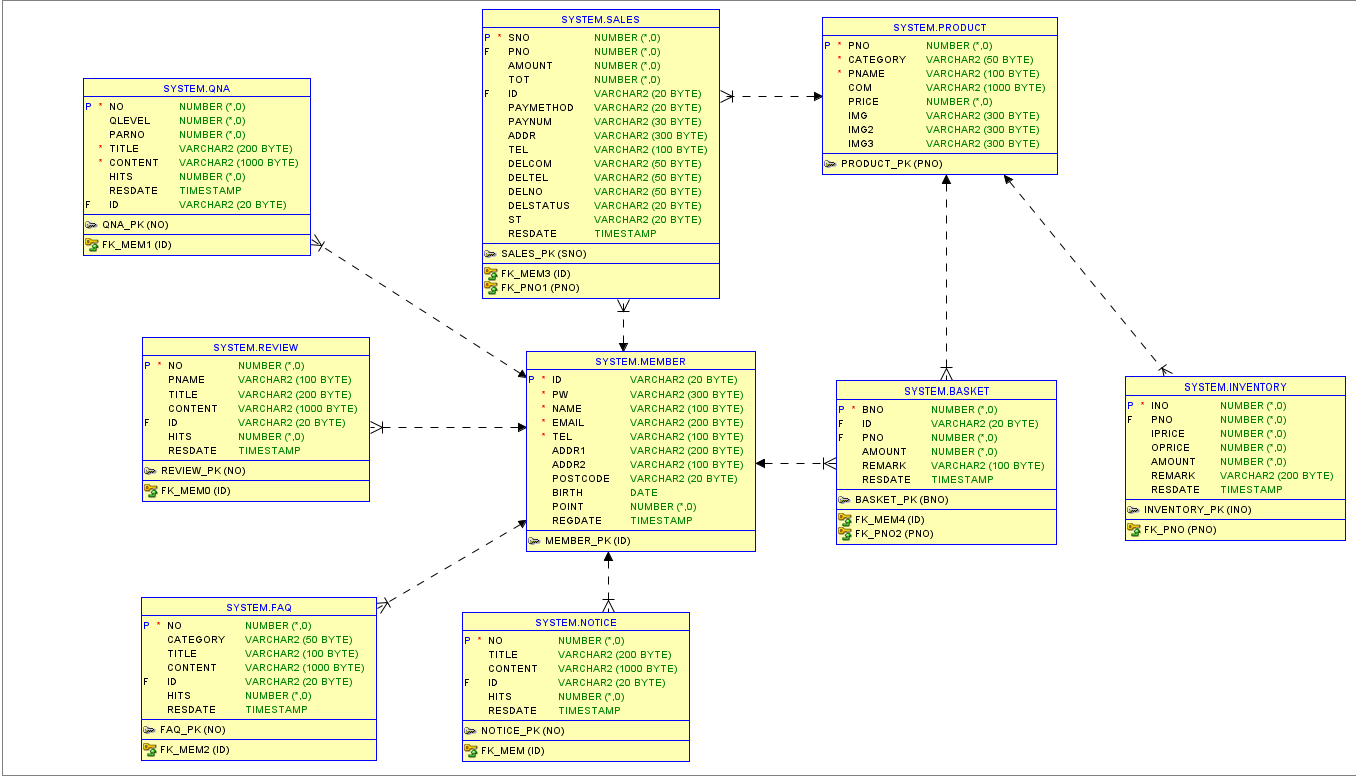 SYSTEM.SALES
P * SNO NUMBER (*,0)
F PNO NUMBER (*,0)
AMOUNT NUMBER (*,0)
TOT NUMBER (*,0)
F ID VARCHAR2 (20 BYTE)
PAYMETHOD VARCHAR2 (20 BYTE)
PAYNUM VARCHAR2 (30 BYTE)
ADDR VARCHAR2 (300 BYTE)
TEL VARCHAR2 (100 BYTE)
DELCOM VARCHAR2 (50 BYTE)
DELTEL VARCHAR2 (50 BYTE)
DELNO VARCHAR2 (50 BYTE)
DELSTATUS VARCHAR2 (20 BYTE)
ST VARCHAR2 (20 BYTE)
RESDATE TIMESTAMP
SALES_PK (SNO)
FK_MEM3 (ID)
FK_PNO1 (PNO)
SYSTEM.PRODUCT
P * PNO NUMBER (*,0)
* CATEGORY VARCHAR2 (50 BYTE)
* PNAME VARCHAR2 (100 BYTE)
COM VARCHAR2 (1000 BYTE)
PRICE NUMBER (*,0)
IMG VARCHAR2 (300 BYTE)
IMG2 VARCHAR2 (300 BYTE)
IMG3 VARCHAR2 (300 BYTE)
PRODUCT_PK (PNO)
SYSTEM.QNA
P * NO NUMBER (*,0)
QLEVEL NUMBER (*,0)
PARNO NUMBER (*,0)
* TITLE VARCHAR2 (200 BYTE)
* CONTENT VARCHAR2 (1000 BYTE)
HITS NUMBER (*,0)
RESDATE TIMESTAMP
F ID VARCHAR2 (20 BYTE)
QNA_PK (NO)
FK_MEM1 (ID)
SYSTEM.REVIEW
P * NO NUMBER (*,0)
PNAME VARCHAR2 (100 BYTE)
TITLE VARCHAR2 (200 BYTE)
CONTENT VARCHAR2 (1000 BYTE)
F ID VARCHAR2 (20 BYTE)
HITS NUMBER (*,0)
RESDATE TIMESTAMP
REVIEW_PK (NO)
FK_MEM0 (ID)
SYSTEM.MEMBER
P * ID VARCHAR2 (20 BYTE)
* PW VARCHAR2 (300 BYTE)
* NAME VARCHAR2 (100 BYTE)
* EMAIL VARCHAR2 (200 BYTE)
* TEL VARCHAR2 (100 BYTE)
ADDR1 VARCHAR2 (200 BYTE)
ADDR2 VARCHAR2 (100 BYTE)
POSTCODE VARCHAR2 (20 BYTE)
BIRTH DATE
POINT NUMBER (*,0)
REGDATE TIMESTAMP
MEMBER_PK (ID)
SYSTEM.BASKET
P * BNO NUMBER (*,0)
F ID VARCHAR2 (20 BYTE)
F PNO NUMBER (*,0)
AMOUNT NUMBER (*,0)
REMARK VARCHAR2 (100 BYTE)
RESDATE TIMESTAMP
BASKET_PK (BNO)
FK_MEM4 (ID)
FK_PNO2 (PNO)
SYSTEM.INVENTORY
P * INO NUMBER (*,0)
F PNO NUMBER (*,0)
IPRICE NUMBER (*,0)
OPRICE NUMBER (*,0)
AMOUNT NUMBER (*,0)
REMARK VARCHAR2 (200 BYTE)
RESDATE TIMESTAMP
INVENTORY_PK (INO)
FK_PNO (PNO)
SYSTEM.FAQ
P * NO NUMBER (*,0)
CATEGORY VARCHAR2 (50 BYTE)
TITLE VARCHAR2 (100 BYTE)
CONTENT VARCHAR2 (1000 BYTE)
F ID VARCHAR2 (20 BYTE)
HITS NUMBER (*,0)
RESDATE TIMESTAMP
FAQ_PK (NO)
FK_MEM2 (ID)
SYSTEM.NOTICE
P * NO NUMBER (*,0)
TITLE VARCHAR2 (200 BYTE)
CONTENT VARCHAR2 (1000 BYTE)
F ID VARCHAR2 (20 BYTE)
HITS NUMBER (*,0)
RESDATE TIMESTAMP
NOTICE_PK (NO)
FK_MEM (ID)